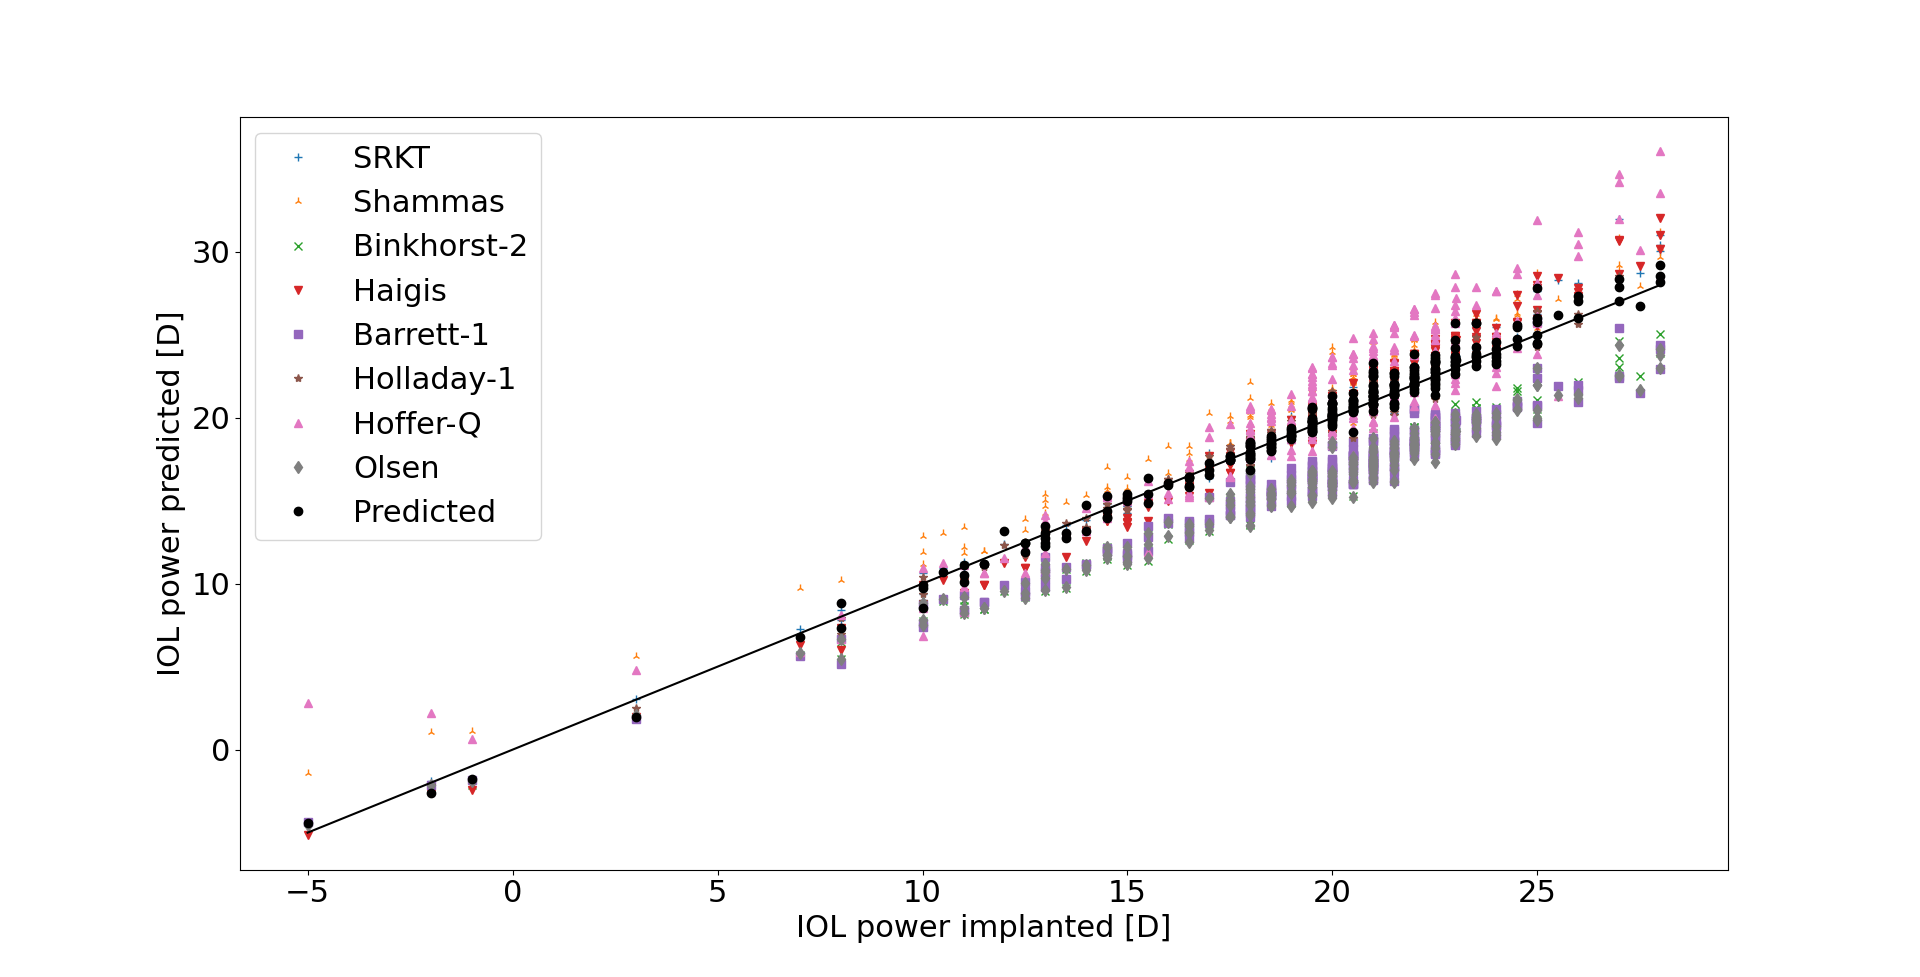 SRKT
Shammas
Binkhorst-2
Haigis
Barrett-1
Holladay-1
Hoffer-Q
Olsen
Predicted
30
20
10
0
IOL power predicted [D]
−5 0 5 10 15 20 25
IOL power implanted [D]